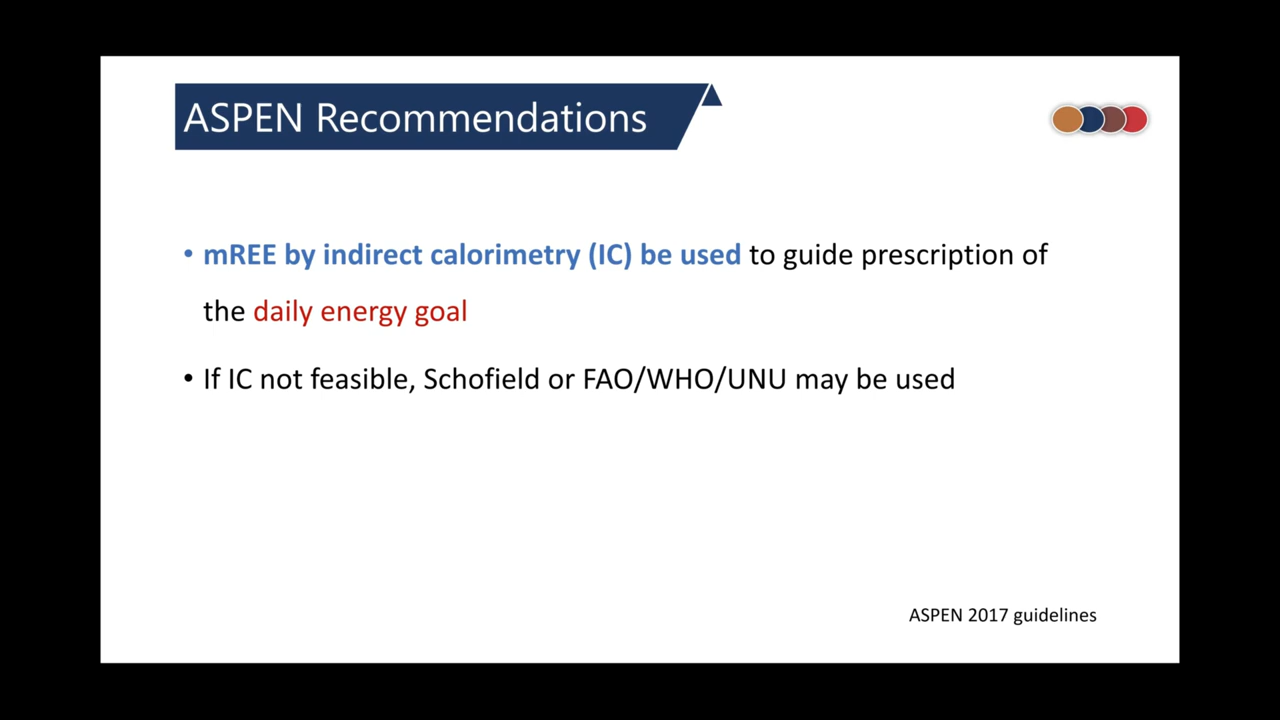 ASPEN Recommendations
• mREE by indirect calorimetry (IC) be used to guide prescription of
the daily energy goal
• If IC not feasible, Schofield or FAO/WHO/UNU may be used
ASPEN 2017 guidelines